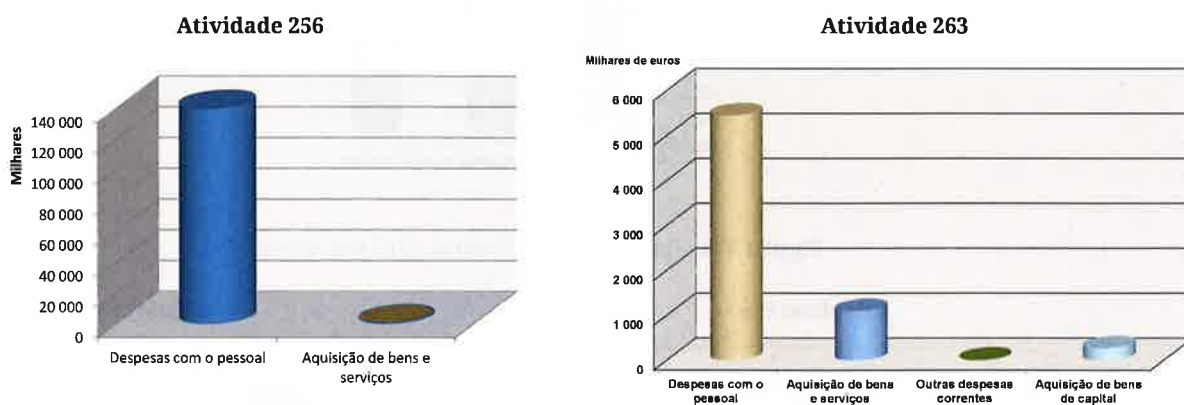 Atividade 256
Milhares
140 000
120 000
100 000
80 000
60 000
40 000
20 000
0
Despesas com o pessoal
Aquisição de bens e
serviços
Atividade 263
Milhares de euros
6 000
5 000
4 000
3 000
2 000
1 000
0
Despesas com o
pessoal
Aquisição de bens
e serviços
Outras despesas
correntes
Aquisição de bens
de capital